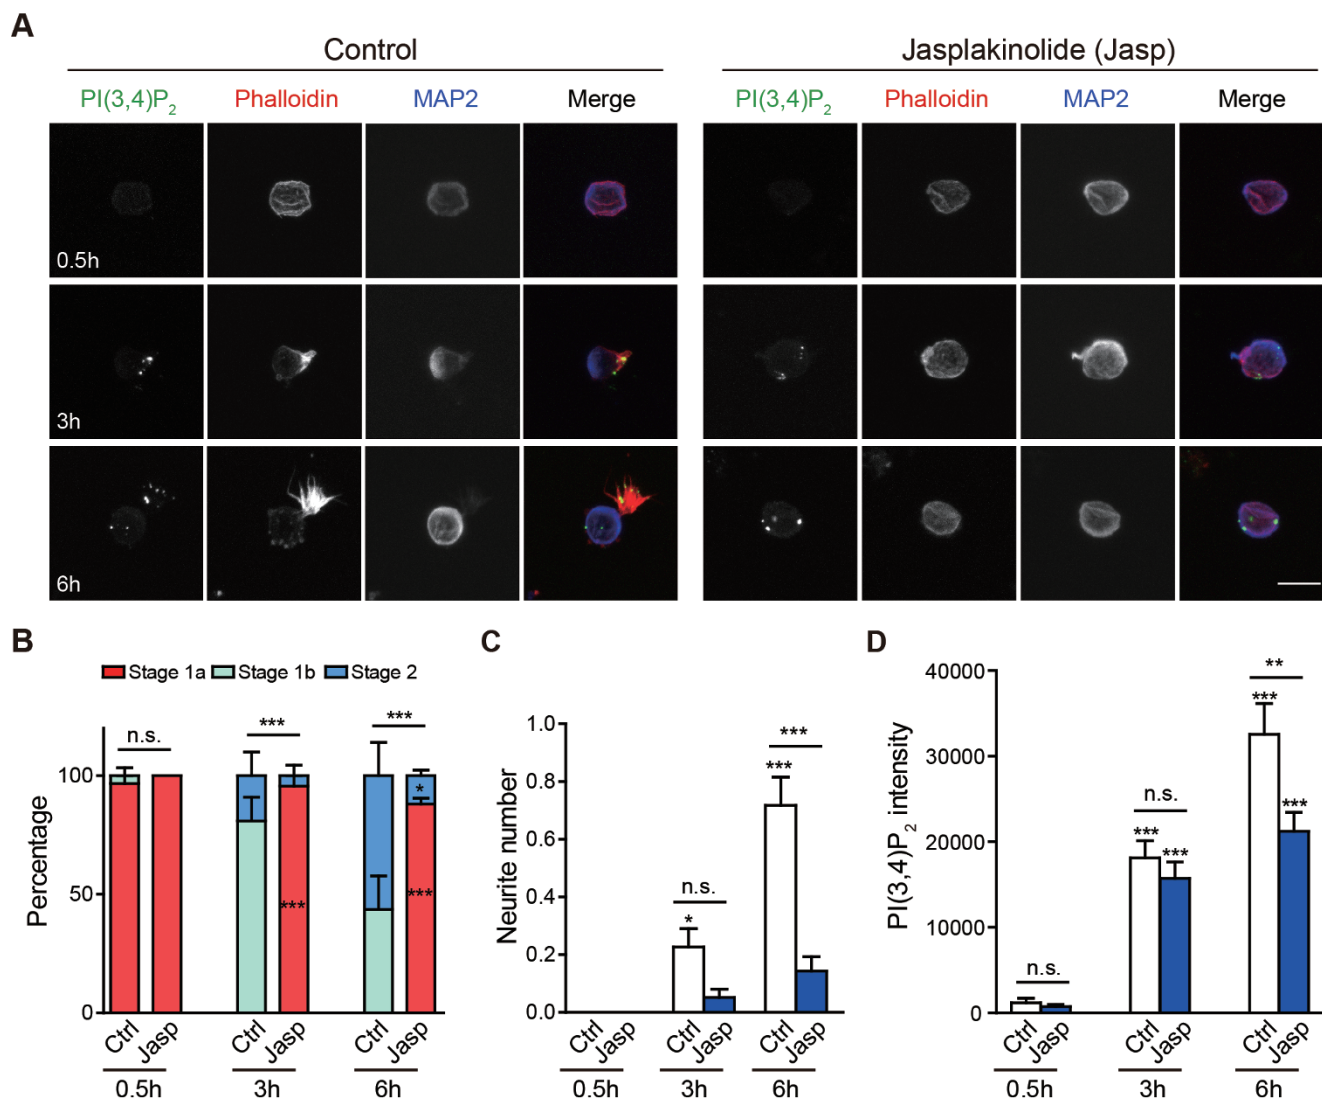 A
Control
Jasplakinolide (Jasp)
PI(3,4)P2 Phalloidin MAP2 Merge
PI(3,4)P2 Phalloidin MAP2 Merge
0.5h
3h
6h
B
Stage 1a Stage 1b Stage 2
Percentage
100
50
0
n.s.
***
***
***
*
***
Ctrl Jasp Ctrl Jasp Ctrl Jasp
0.5h 3h 6h
C
Neurite number
1.0
0.8
0.6
0.4
0.2
0.0
n.s.
*
***
***
Ctrl Jasp Ctrl Jasp Ctrl Jasp
0.5h 3h 6h
D
PI(3,4)P2 intensity
40000
30000
20000
10000
0
n.s.
n.s.
***
***
**
***
***
Ctrl Jasp Ctrl Jasp Ctrl Jasp
0.5h 3h 6h